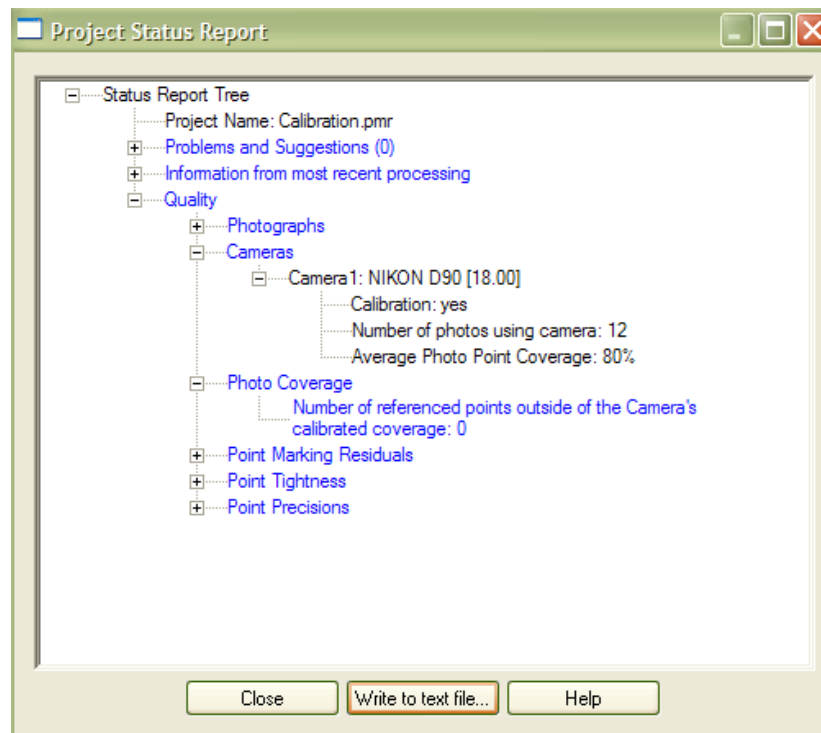 Project Status Report
Status Report Tree
Project Name: Calibration.pmr
Problems and Suggestions (0)
Information from most recent processing
Quality
Photographs
Cameras
Camera1: NIKON D90 [18.00]
Calibration: yes
Number of photos using camera: 12
Average Photo Point Coverage: 80%
Photo Coverage
Number of referenced points outside of the Camera's
calibrated coverage: 0
Point Marking Residuals
Point Tightness
Point Precisions
Close Write to text file... Help